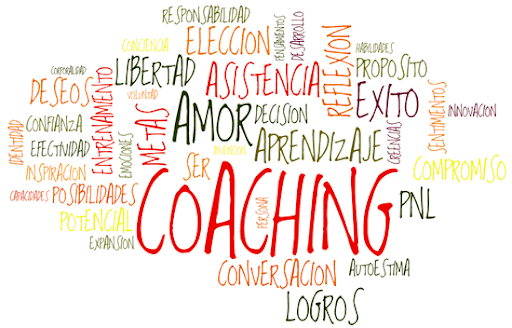 RESPONSABILIDAD
CONCIENCIA
ELECCION
PENSAMIENTOS
DESARROLLO
REFLEXION
HABILIDADES
CORPORALIDAD
LIBERTAD
ASISTENCIA
PROPOSITO
DESEOS
ENTRENAMIENTO
VOLUNTAD
EXITO
SENTIMIENTOS
INNOVACION
IDENTIDAD
CONFIANZA
METAS
AMOR
DECISION
EFECTIVIDAD
EMOCIONES
INVENCION
APRENDIZAJE
CREENCIAS
INSPIRACION
SER
COMPROMISO
CAPACIDADES
POSIBILIDADES
COACHING
PERSONA
PNL
POTENCIAL
EXPANSION
CONVERSACION
AUTOESTIMA
LOGROS